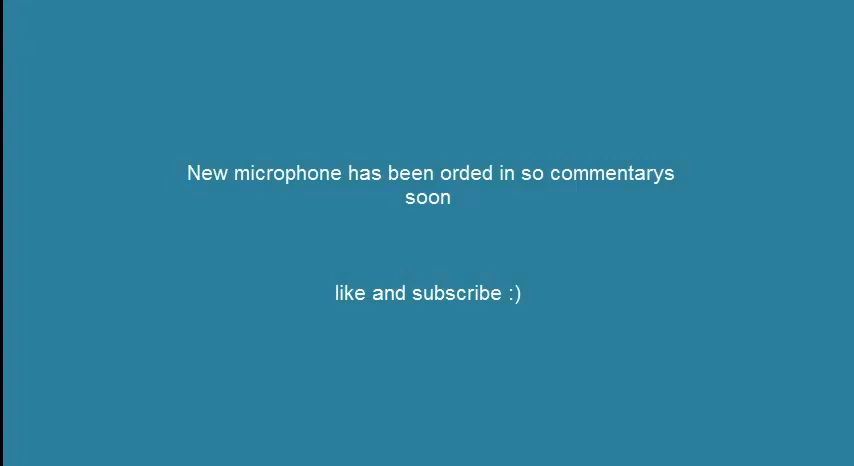 New microphone has been orded in so commentarys
soon
like and subscribe :)